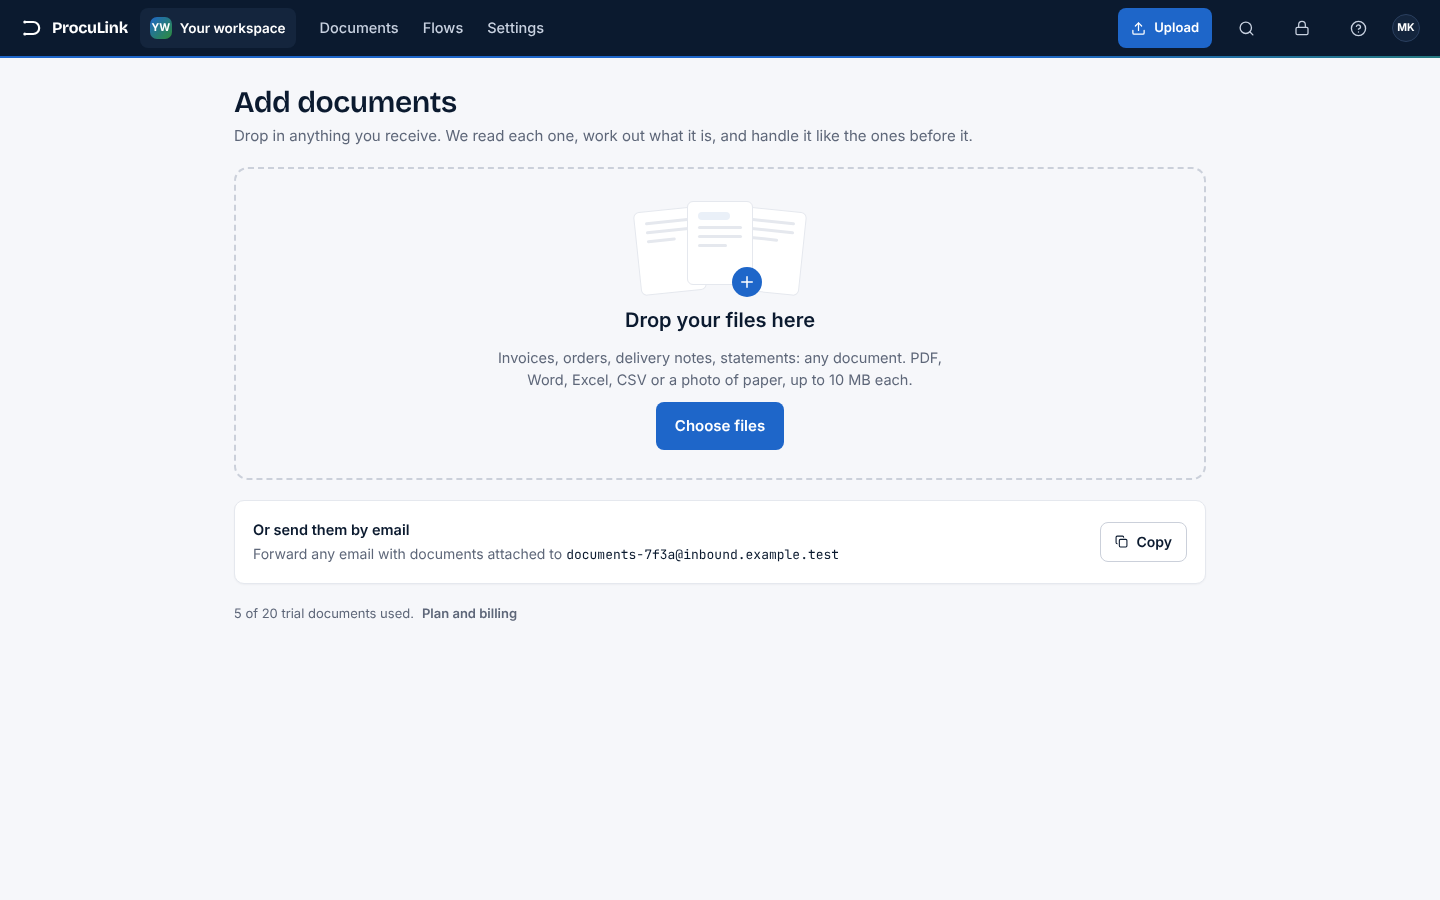 ProcuLink
YW
Your workspace
Documents
Flows
Settings
Upload
MK
Add documents
Drop in anything you receive. We read each one, work out what it is, and handle it like the ones before it.
Drop your files here
Invoices, orders, delivery notes, statements: any document. PDF,
Word, Excel, CSV or a photo of paper, up to 10 MB each.
Choose files
Or send them by email
Forward any email with documents attached to documents-7f3a@inbound.example.test
Copy
5 of 20 trial documents used. Plan and billing